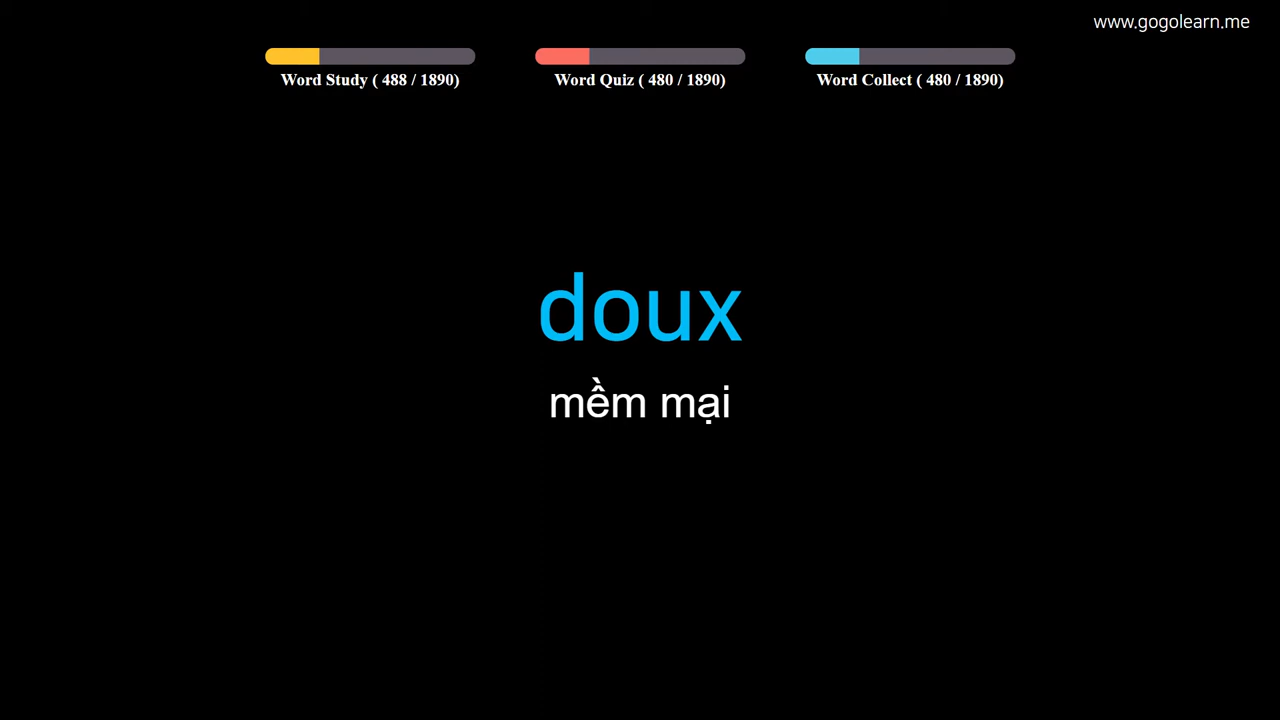 www.gogolearn.me
Word Study ( 488 / 1890)
Word Quiz ( 480 / 1890)
Word Collect ( 480 / 1890)
doux
mềm mại